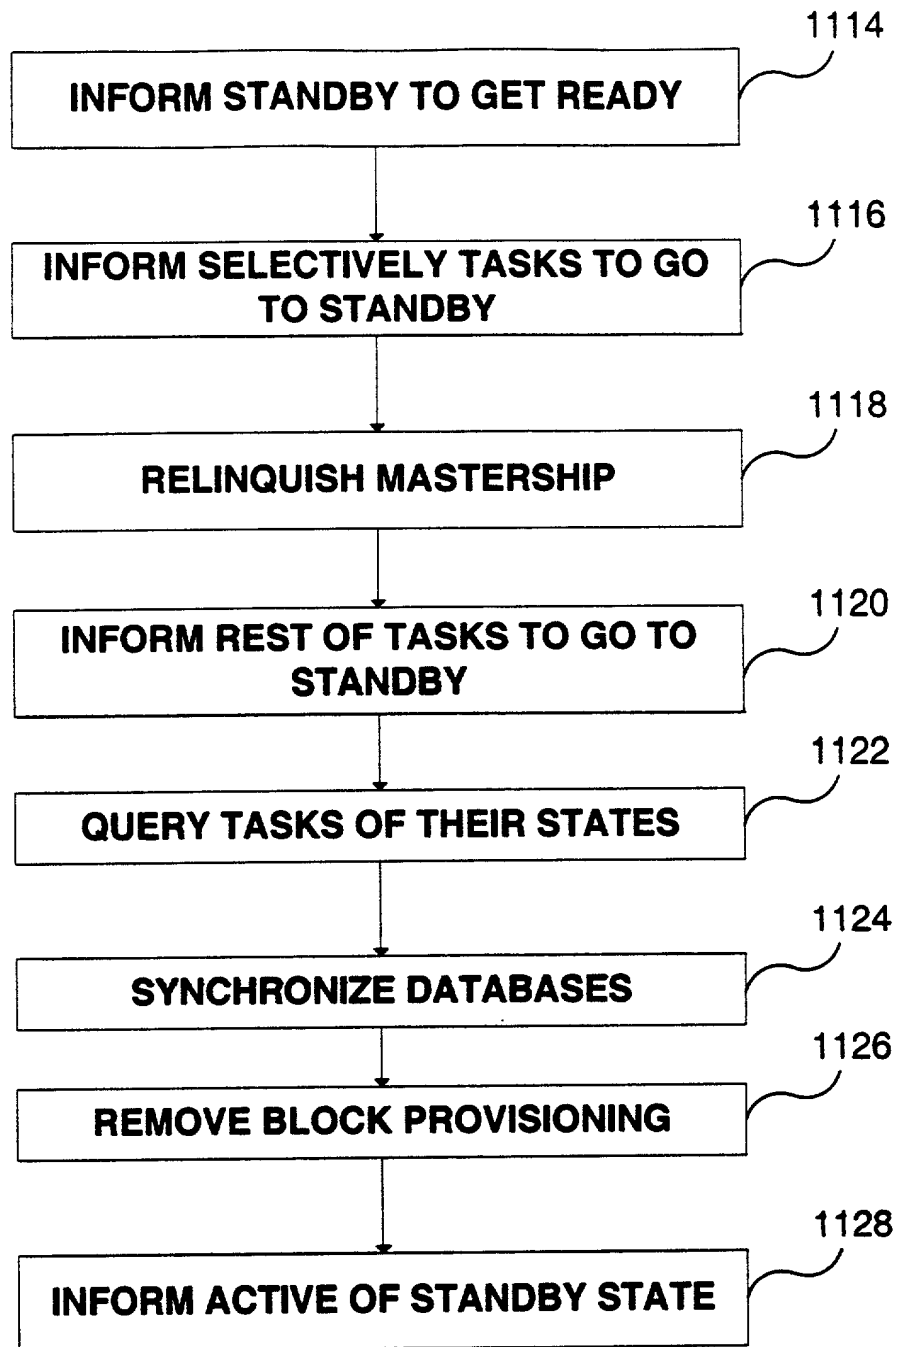 1114
INFORM STANDBY TO GET READY
1116
INFORM SELECTIVELY TASKS TO GO
TO STANDBY
1118
RELINQUISH MASTERSHIP
1120
INFORM REST OF TASKS TO GO TO
STANDBY
1122
QUERY TASKS OF THEIR STATES
1124
SYNCHRONIZE DATABASES
1126
REMOVE BLOCK PROVISIONING
1128
INFORM ACTIVE OF STANDBY STATE